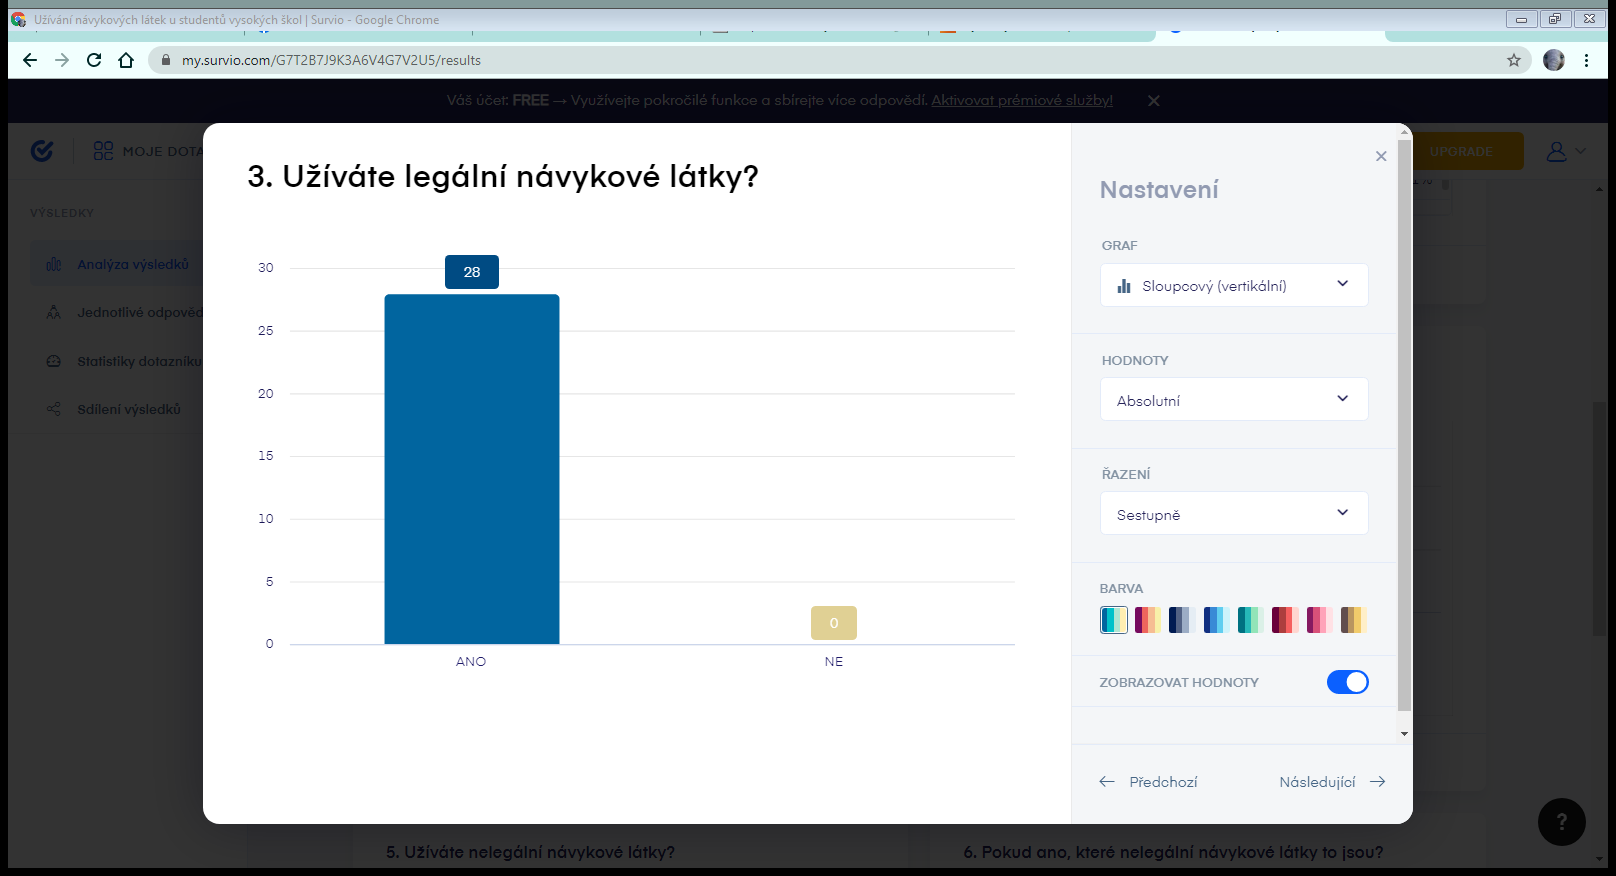 Užívání návykových látek u studentů vysokých škol | Survio - Google Chrome
my.survio.com/G7T2B7J9K3A6V4G7V2U5/results
Váš účet: FREE → Využívejte pokročilé funkce a sbírejte více odpovědí. Aktivovat prémiové služby!
MOJE DOTA
UPGRADE
VÝSLEDKY
Analýza výsledků
Jednotlivé odpověd
Statistiky dotazníku
Sdílení výsledků
3. Užíváte legální návykové látky?
30
25
20
15
10
5
0
28
0
ANO
NE
Nastavení
GRAF
Sloupcový (vertikální)
HODNOTY
Absolutní
ŘAZENÍ
Sestupně
BARVA
ZOBRAZOVAT HODNOTY
← Předchozí
Následující →
5. Užíváte nelegální návykové látky?
6. Pokud ano, které nelegální návykové látky to jsou?
?